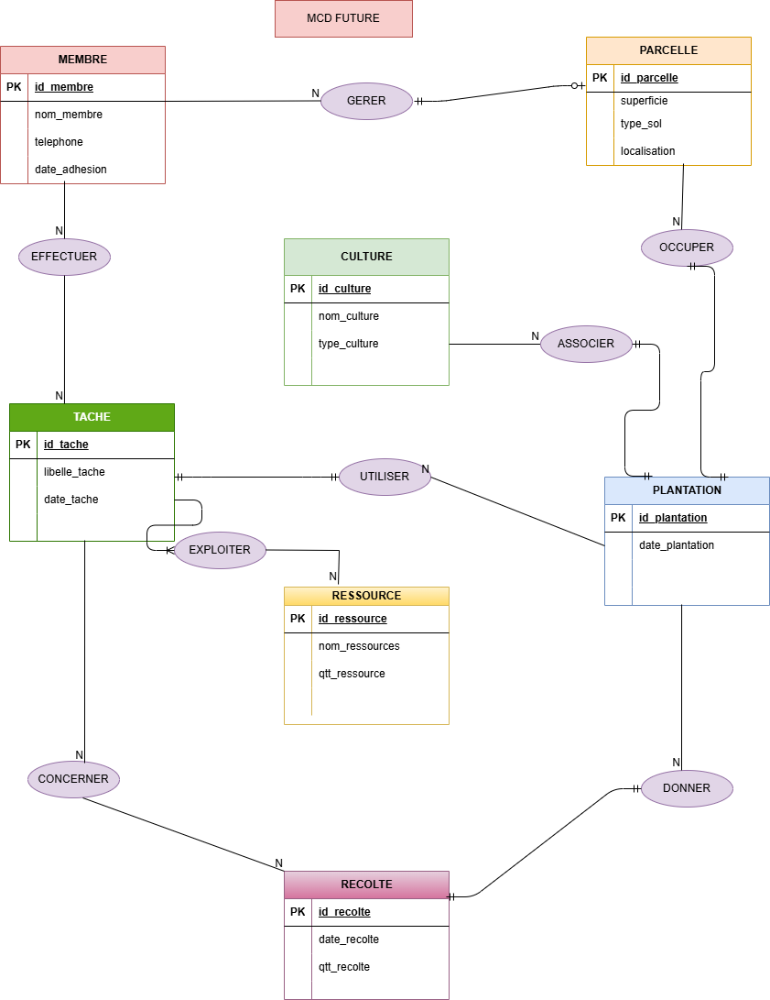 MCD FUTURE
MEMBRE
PK id_membre
nom_membre
telephone
date_adhesion
N
GERER
PARCELLE
PK id_parcelle
superficie
type_sol
localisation
N
EFFECTUER
N
N
OCCUPER
CULTURE
PK id_culture
nom_culture
type_culture
N
ASSOCIER
TACHE
PK id_tache
libelle_tache
date_tache
UTILISER
N
PLANTATION
PK id_plantation
date_plantation
EXPLOITER
N
RESSOURCE
PK id_ressource
nom_ressources
qtt_ressource
N
CONCERNER
N
DONNER
N
RECOLTE
PK id_recolte
date_recolte
qtt_recolte